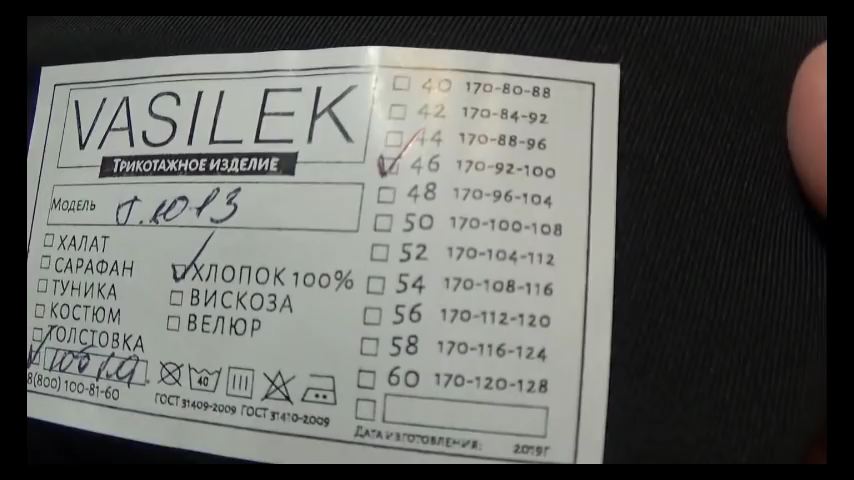 VASILEK
ТРИКОТАЖНОЕ ИЗДЕЛИЕ
МОДЕЛЬ
ХАЛАТ
САРАФАН
ТУНИКА
КОСТЮМ
ТОЛСТОВКА
8(800) 100-81-60
ХЛОПОК 100%
ВИСКОЗА
ВЕЛЮР
40
ГОСТ 31409-2009 ГОСТ 31410-2009
40 170-80-88
42 170-84-92
44 170-88-96
46 170-92-100
48 170-96-104
50 170-100-108
52 170-104-112
54 170-108-116
56 170-112-120
58 170-116-124
60 170-120-128
ДАТА ИЗГОТОВЛЕНИЯ: 2019Г